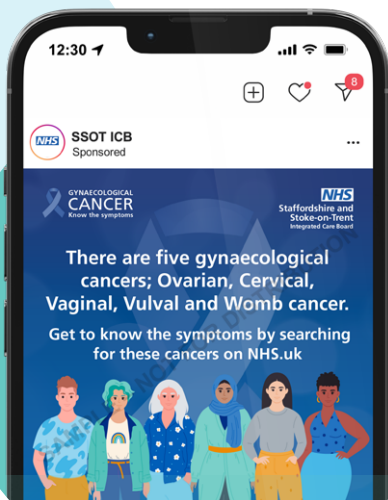 12:30
8
NHS
SSOT ICB
Sponsored
GYNAECOLOGICAL
CANCER
Know the symptoms
NHS
Staffordshire and
Stoke-on-Trent
Integrated Care Board
There are five gynaecological
cancers; Ovarian, Cervical,
Vaginal, Vulval and Womb cancer.
Get to know the symptoms by searching
for these cancers on NHS.uk